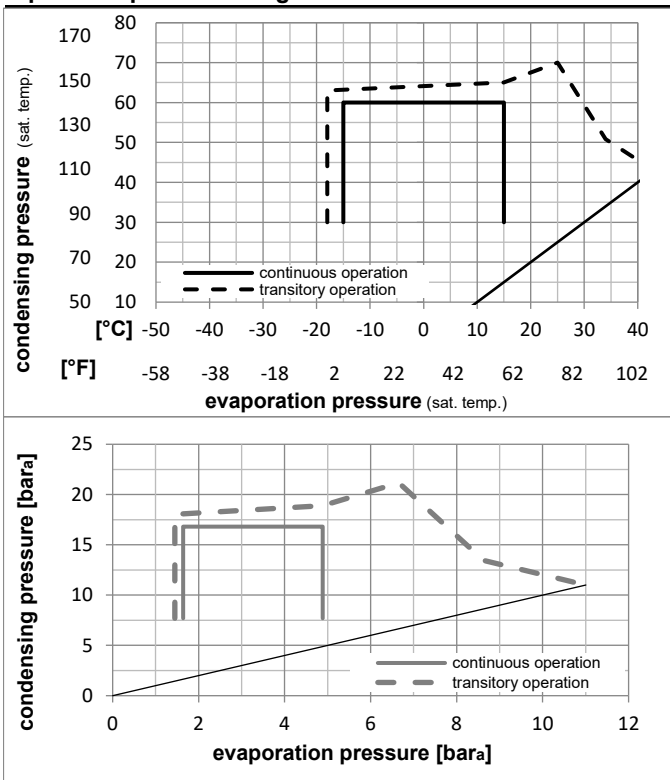 condensing pressure (sat. temp.)
170 80
70
150 60
130 50
110 40
90 30
70 20
50 10
continuous operation
transitory operation
[°C] -50 -40 -30 -20 -10 0 10 20 30 40
[°F] -58 -38 -18 2 22 42 62 82 102
evaporation pressure (sat. temp.)
condensing pressure [bara]
25
20
15
10
5
0
continuous operation
transitory operation
0 2 4 6 8 10 12
evaporation pressure [bara]